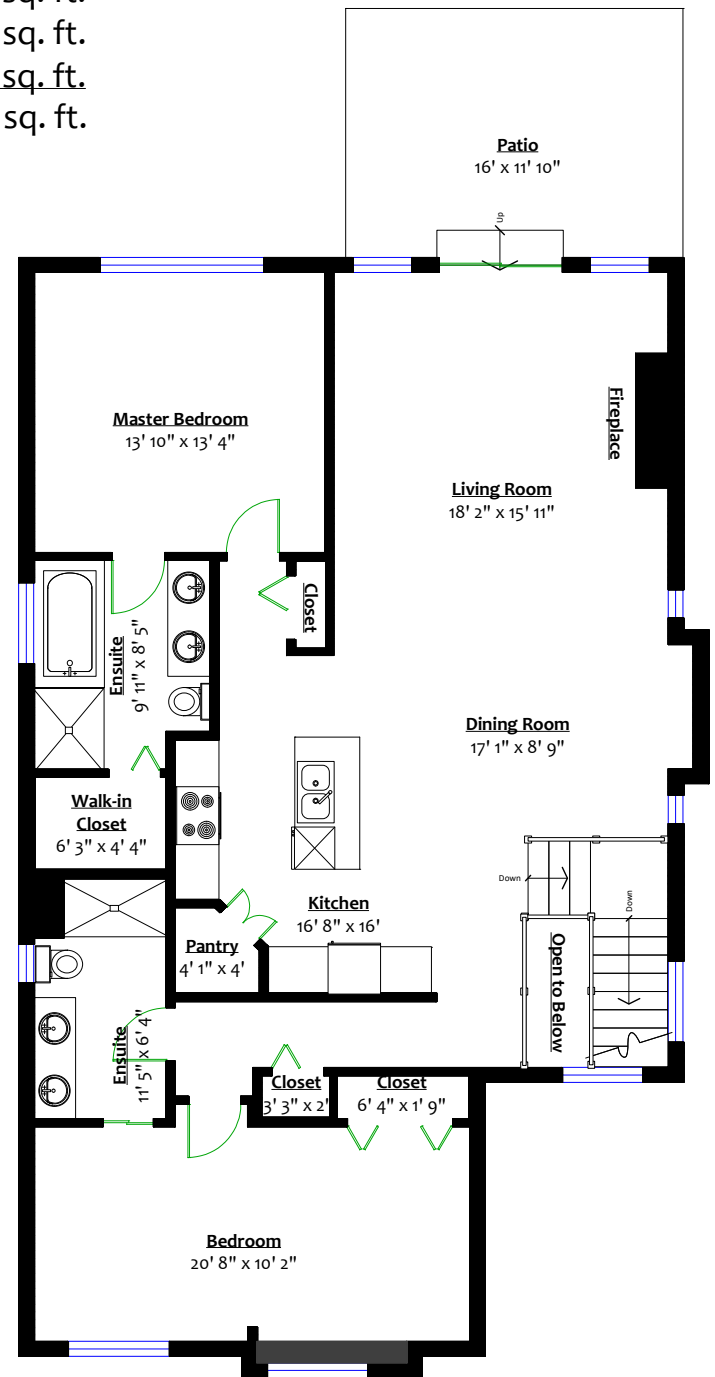 sq. ft.
sq. ft.
sq. ft.
sq. ft.
Patio
16' x 11' 10"
Up
Master Bedroom
13' 10" x 13' 4"
Fireplace
Living Room
18' 2" x 15' 11"
Closet
Ensuite
9' 11" x 8' 5"
Dining Room
17' 1" x 8' 9"
Walk-in
Closet
6' 3" x 4' 4"
Down
Down
Kitchen
16' 8" x 16'
Pantry
4' 1" x 4'
Open to Below
Ensuite
11' 5" x 6' 4"
Closet
3' 3" x 2'
Closet
6' 4" x 1' 9"
Bedroom
20' 8" x 10' 2"